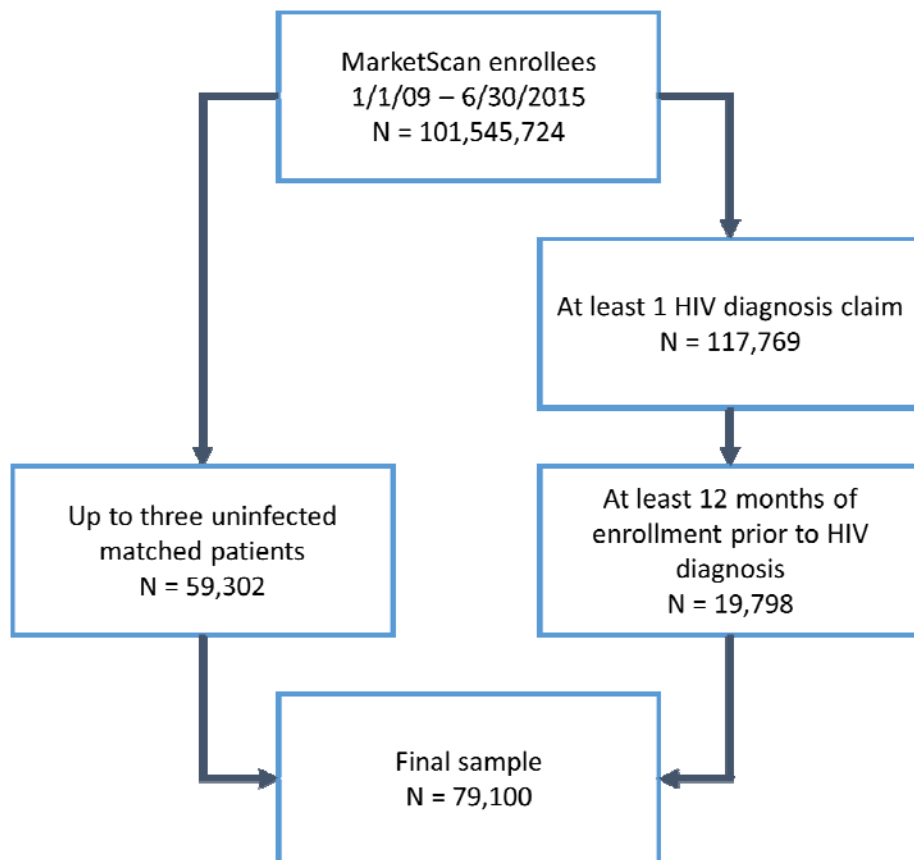 MarketScan enrollees
1/1/09 – 6/30/2015
N = 101,545,724
At least 1 HIV diagnosis claim
N = 117,769
Up to three uninfected
matched patients
N = 59,302
At least 12 months of
enrollment prior to HIV
diagnosis
N = 19,798
Final sample
N = 79,100